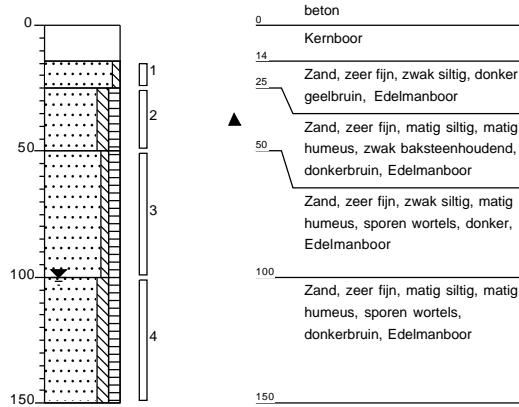 0
50
100
150
1
2
3
4
beton
0
Kernboor
14
Zand, zeer fijn, zwak siltig, donker
25
geelbruin, Edelmanboor
Zand, zeer fijn, matig siltig, matig
humeus, zwak baksteenhoudend,
50
donkerbruin, Edelmanboor
Zand, zeer fijn, zwak siltig, matig
humeus, sporen wortels, donker,
Edelmanboor
100
Zand, zeer fijn, matig siltig, matig
humeus, sporen wortels,
donkerbruin, Edelmanboor
150